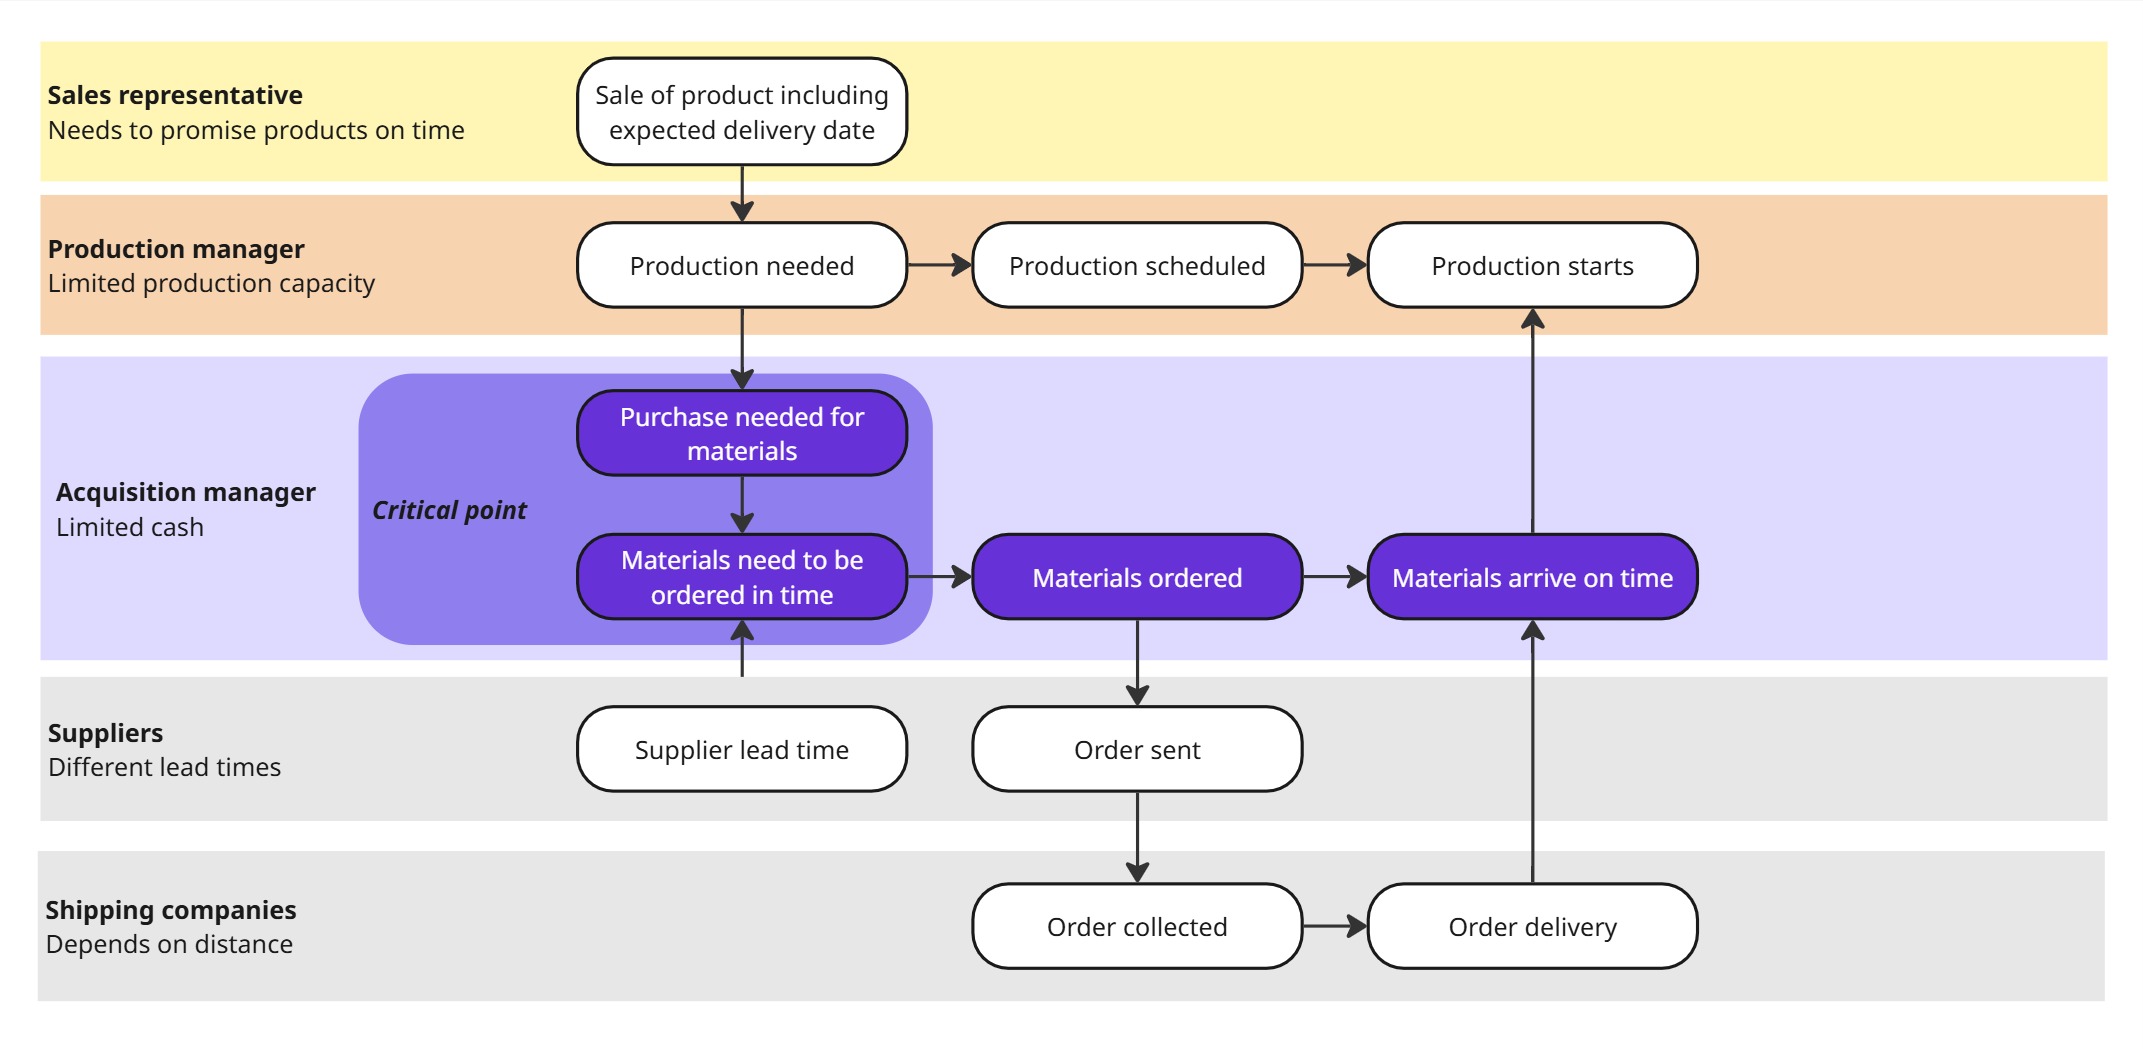 Sales representative
Needs to promise products on time
Sale of product including
expected delivery date
Production manager
Limited production capacity
Production needed
Production scheduled
Production starts
Acquisition manager
Limited cash
Critical point
Purchase needed for
materials
Materials need to be
ordered in time
Materials ordered
Materials arrive on time
Suppliers
Different lead times
Supplier lead time
Order sent
Shipping companies
Depends on distance
Order collected
Order delivery